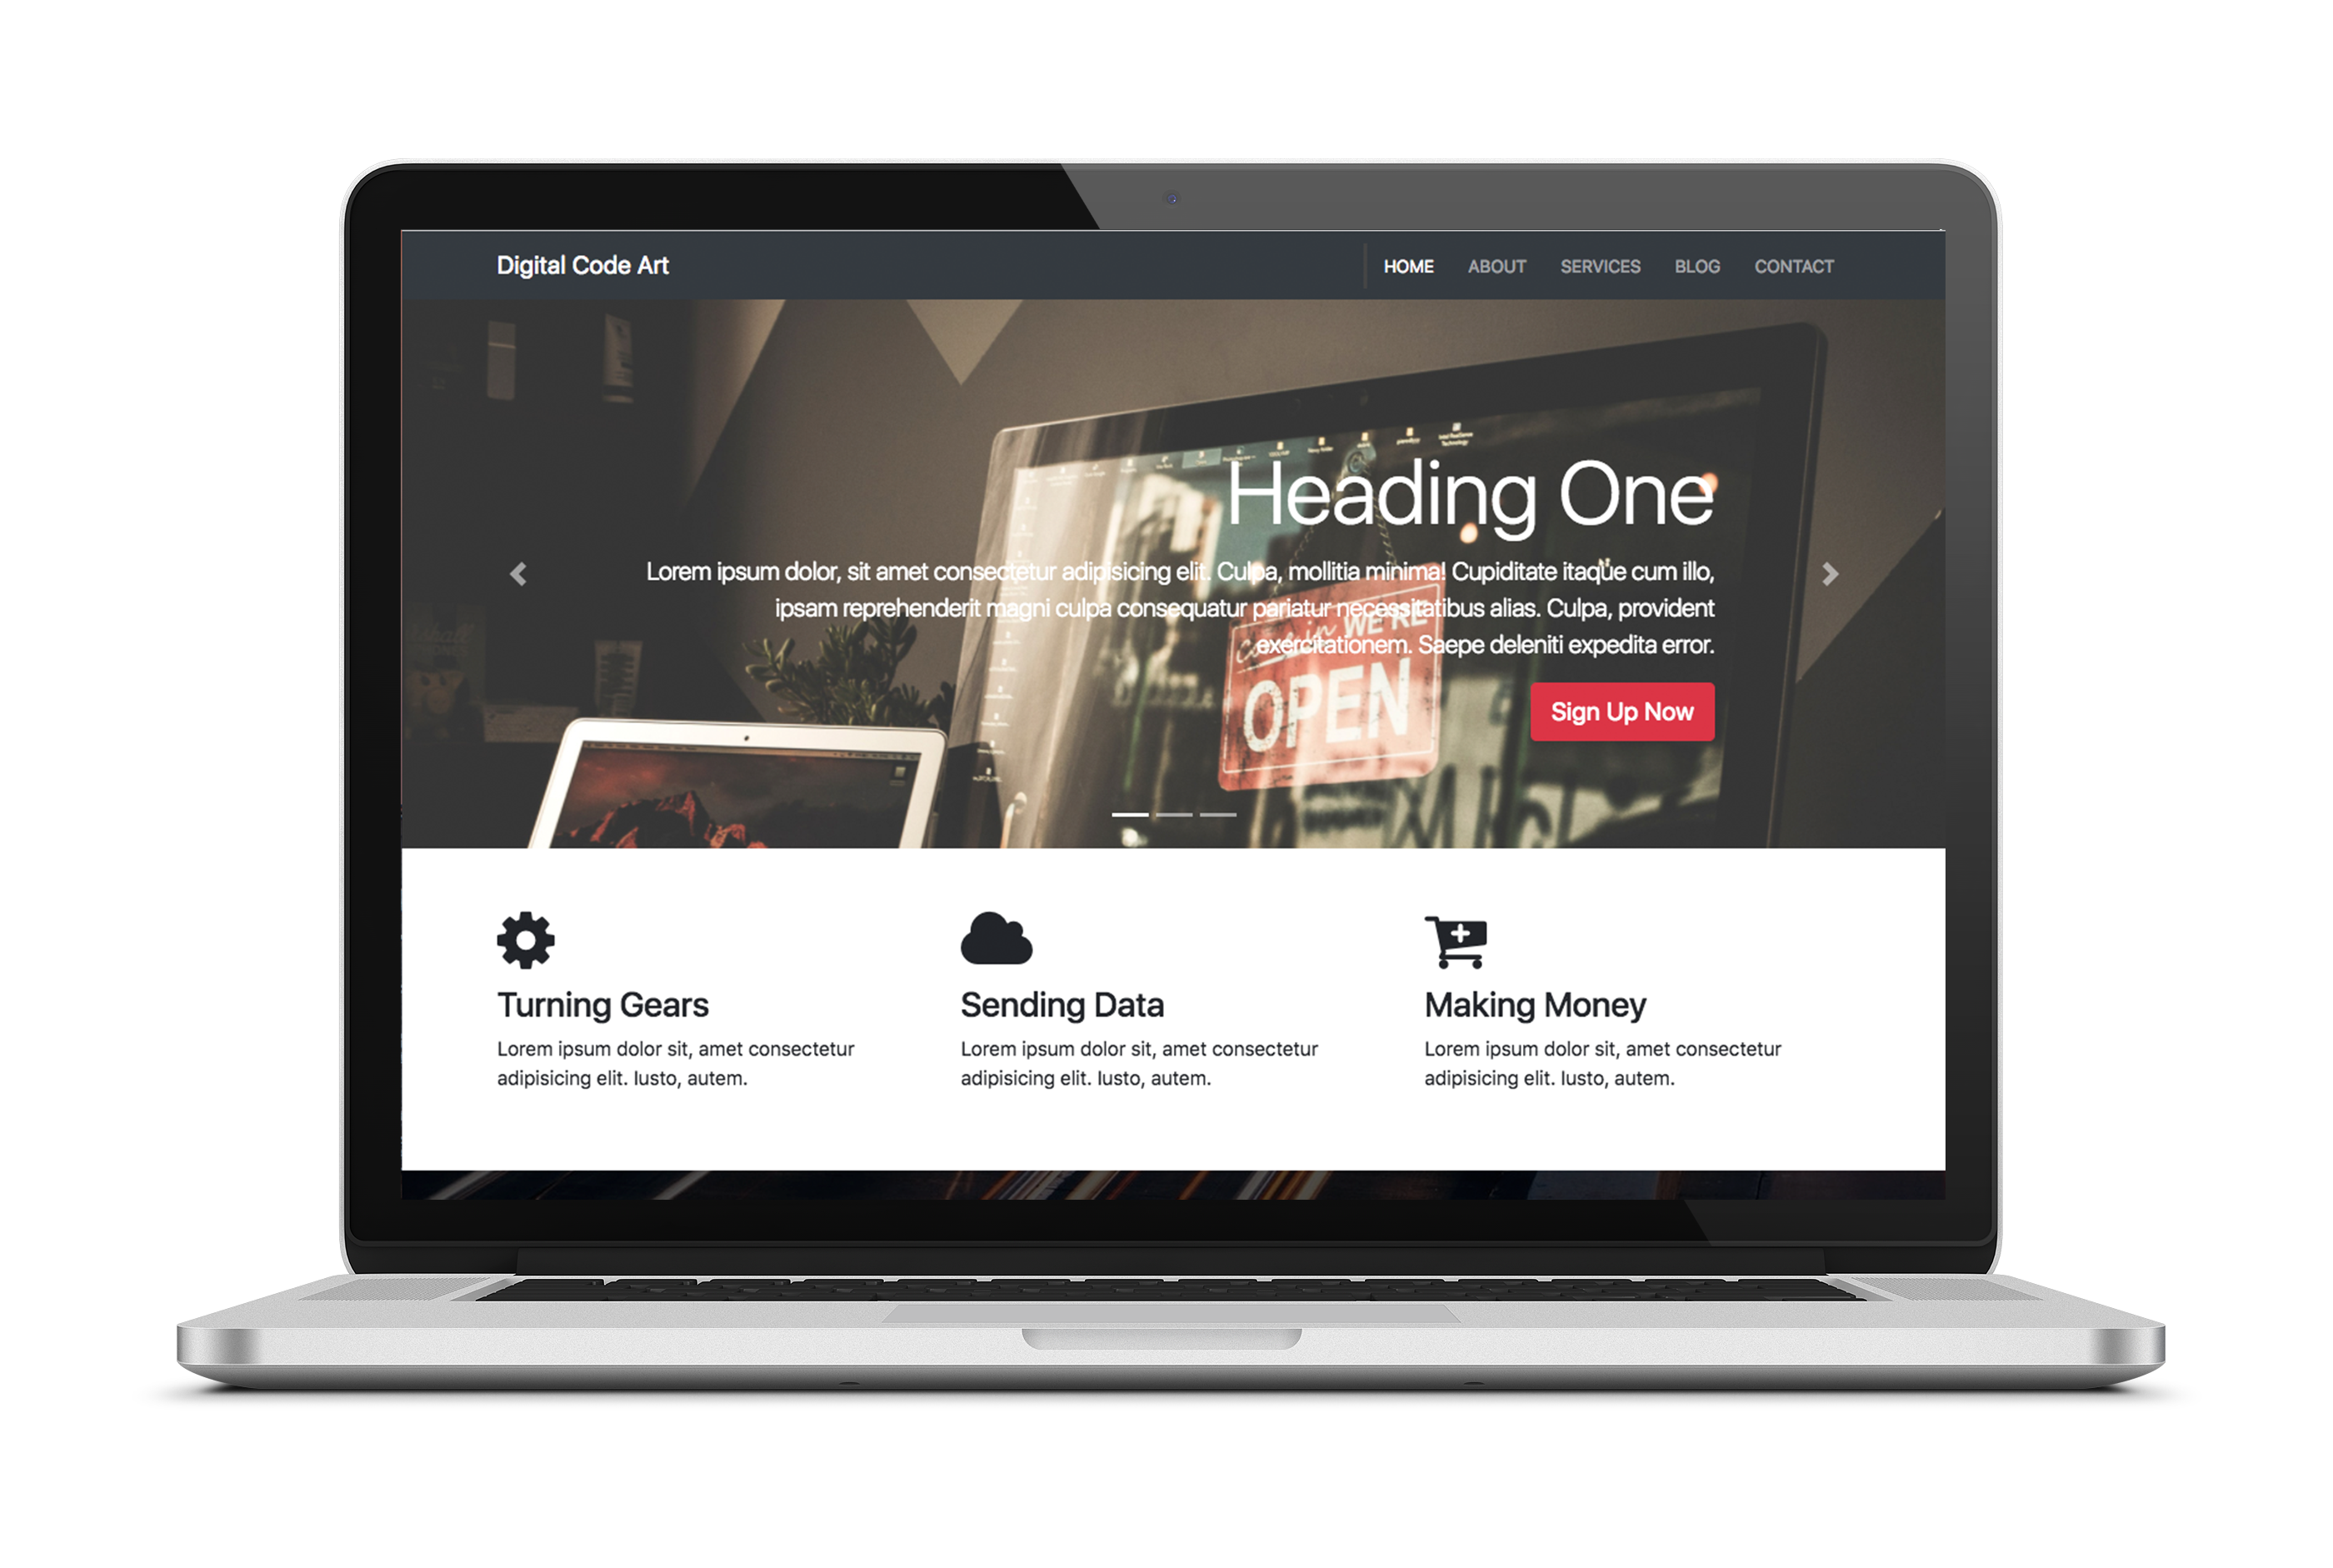 Digital Code Art
HOME ABOUT SERVICES BLOG CONTACT
Heading One
Lorem ipsum dolor, sit amet consectetur adipisicing elit. Culpa, mollitia minima! Cupiditate itaque cum illo,
ipsam reprehenderit magni culpa consequatur pariatur necessitatibus alias. Culpa, provident
exercitationem. Saepe deleniti expedita error.
come in WE'RE
OPEN
Sign Up Now
Turning Gears
Lorem ipsum dolor sit, amet consectetur
adipisicing elit. Iusto, autem.
Sending Data
Lorem ipsum dolor sit, amet consectetur
adipisicing elit. Iusto, autem.
Making Money
Lorem ipsum dolor sit, amet consectetur
adipisicing elit. Iusto, autem.